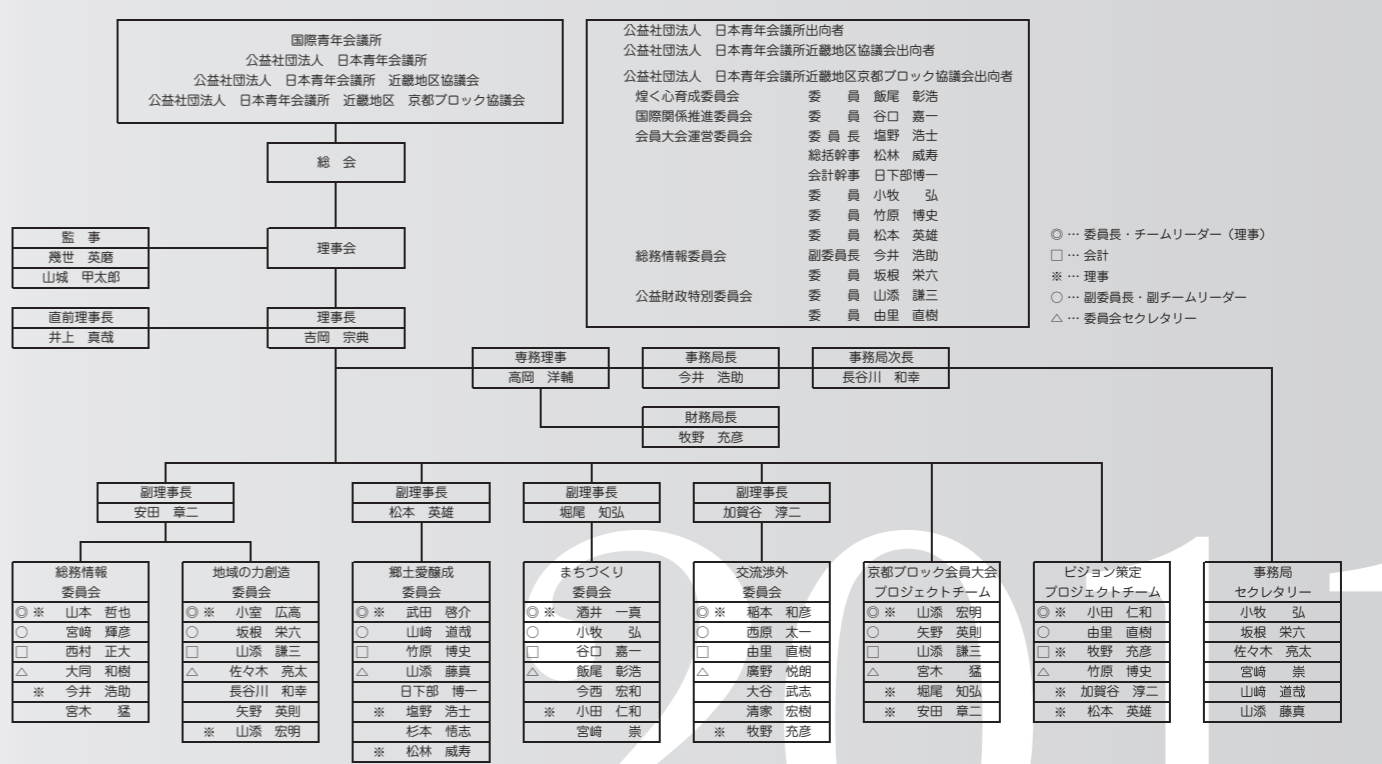 国際青年会議所
公益社団法人　日本青年会議所
公益社団法人　日本青年会議所　近畿地区協議会
公益社団法人　日本青年会議所　近畿地区　京都ブロック協議会
総　会
理事会
監　事
幾世　英磨
山城　甲太郎
直前理事長
井上　真哉
理事長
吉岡　宗典
公益社団法人　日本青年会議所出向者
公益社団法人　日本青年会議所近畿地区協議会出向者
公益社団法人　日本青年会議所近畿地区京都ブロック協議会出向者
煌く心育成委員会　委　員　飯尾　彰浩
国際関係推進委員会　委　員　谷口　嘉一
会員大会運営委員会　委 員 長　塩野　浩士
総括幹事　松林　威寿
会計幹事　日下部博一
委　員　小牧　弘
委　員　竹原　博史
委　員　松本　英雄
総務情報委員会　副委員長　今井　浩助
委　員　坂根　栄六
公益財政特別委員会　委　員　山添　謙三
委　員　由里　直樹
◎ … 委員長・チームリーダー（理事）
□ … 会計
※ … 理事
○ … 副委員長・副チームリーダー
△ … 委員会セクレタリー
専務理事
高岡　洋輔
事務局長
今井　浩助
事務局次長
長谷川　和幸
財務局長
牧野　充彦
副理事長
安田　章二
副理事長
松本　英雄
副理事長
堀尾　知弘
副理事長
加賀谷　淳二
総務情報
委員会
◎ ※　山本　哲也
○　宮﨑　輝彦
□　西村　正大
△　大同　和樹
※　今井　浩助
宮木　猛
地域の力創造
委員会
◎ ※　小室　広高
○　坂根　栄六
□　山添　謙三
△　佐々木　亮太
長谷川　和幸
矢野　英則
※　山添　宏明
郷土愛醸成
委員会
◎ ※　武田　啓介
○　山﨑　道哉
□　竹原　博史
△　山添　藤真
日下部　博一
※　塩野　浩士
杉本　悟志
※　松林　威寿
まちづくり
委員会
◎ ※　酒井　一真
○　小牧　弘
□　谷口　嘉一
△　飯尾　彰浩
今西　宏和
※　小田　仁和
宮﨑　崇
交流渉外
委員会
◎ ※　稲本　和彦
○　西原　太一
□　由里　直樹
△　廣野　悦朗
大谷　武志
清家　宏樹
※　牧野　充彦
京都ブロック会員大会
プロジェクトチーム
◎ ※　山添　宏明
○　矢野　英則
□　山添　謙三
△　宮木　猛
※　堀尾　知弘
※　安田　章二
ビジョン策定
プロジェクトチーム
◎ ※　小田　仁和
○　由里　直樹
□ ※　牧野　充彦
△　竹原　博史
※　加賀谷　淳二
※　松本　英雄
事務局
セクレタリー
小牧　弘
坂根　栄六
佐々木　亮太
宮﨑　崇
山﨑　道哉
山添　藤真
201